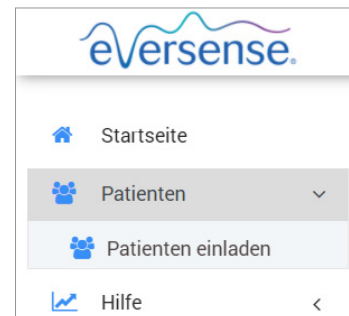 eversense.
Startseite
Patienten
Patienten einladen
Hilfe